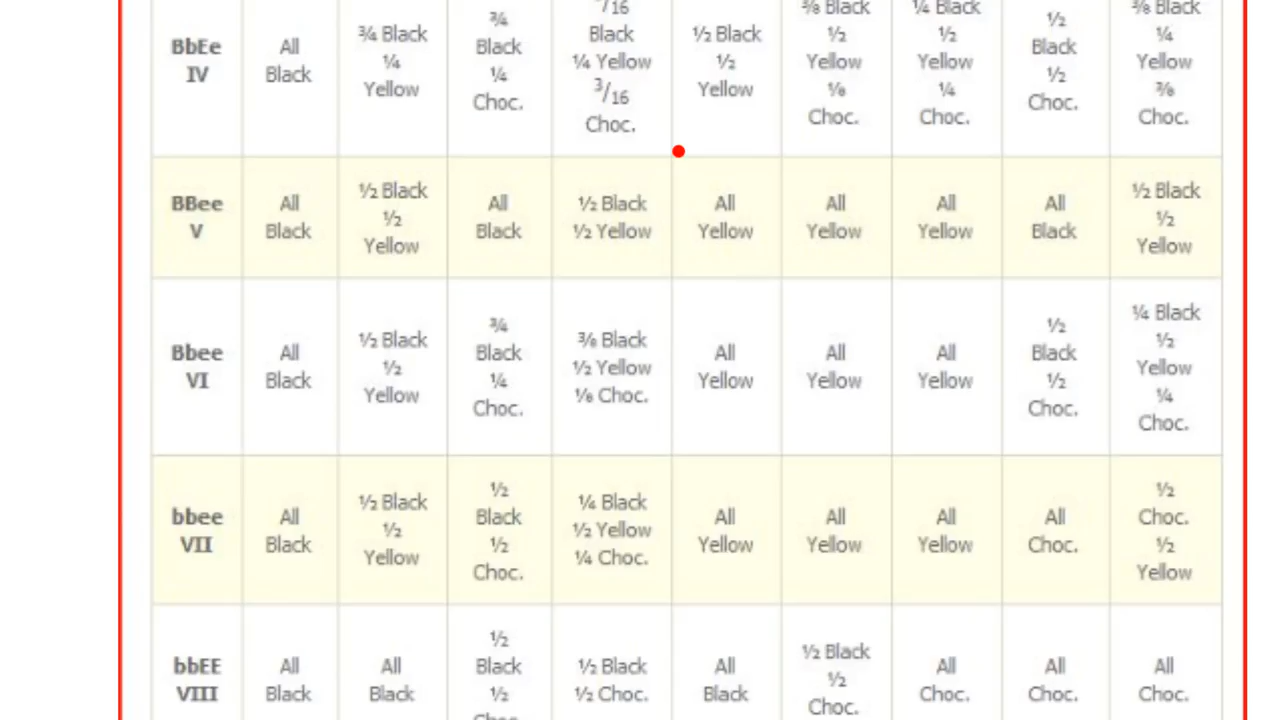 BbEe
IV
All
Black
¾ Black
¼
Yellow
¾
Black
¼
Choc.
Black
¼ Yellow
3/16
Choc.
½ Black
½
Yellow
⅜ Black
½
Yellow
⅛
Choc.
¼ Black
½
Yellow
¼
Choc.
½
Black
½
Choc.
⅜ Black
¼
Yellow
⅜
Choc.
BBee
V
All
Black
½ Black
½
Yellow
All
Black
½ Black
½ Yellow
All
Yellow
All
Yellow
All
Yellow
All
Black
½ Black
½
Yellow
Bbee
VI
All
Black
½ Black
½
Yellow
¾
Black
¼
Choc.
⅜ Black
½ Yellow
⅛ Choc.
All
Yellow
All
Yellow
All
Yellow
½
Black
½
Choc.
¼ Black
½
Yellow
¼
Choc.
bbee
VII
All
Black
½ Black
½
Yellow
½
Black
½
Choc.
¼ Black
½ Yellow
¼ Choc.
All
Yellow
All
Yellow
All
Yellow
All
Choc.
½
Choc.
½
Yellow
bbEE
VIII
All
Black
All
Black
½
Black
½
Choc.
½ Black
½ Choc.
All
Black
½ Black
½
Choc.
All
Choc.
All
Choc.
All
Choc.